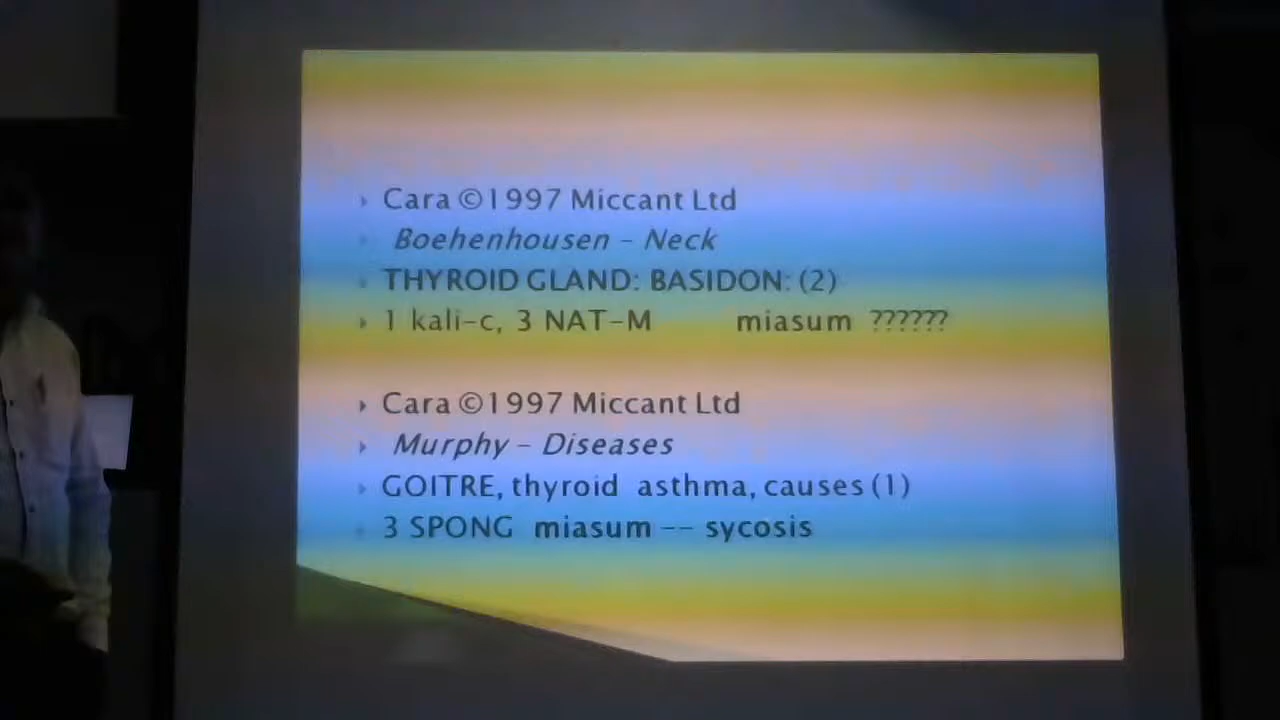 Cara ©1997 Miccant Ltd
Boehenhousen – Neck
THYROID GLAND: BASIDON: (2)
1 kali-c, 3 NAT-M miasum ??????
Cara ©1997 Miccant Ltd
Murphy – Diseases
GOITRE, thyroid asthma, causes (1)
3 SPONG miasum -- sycosis